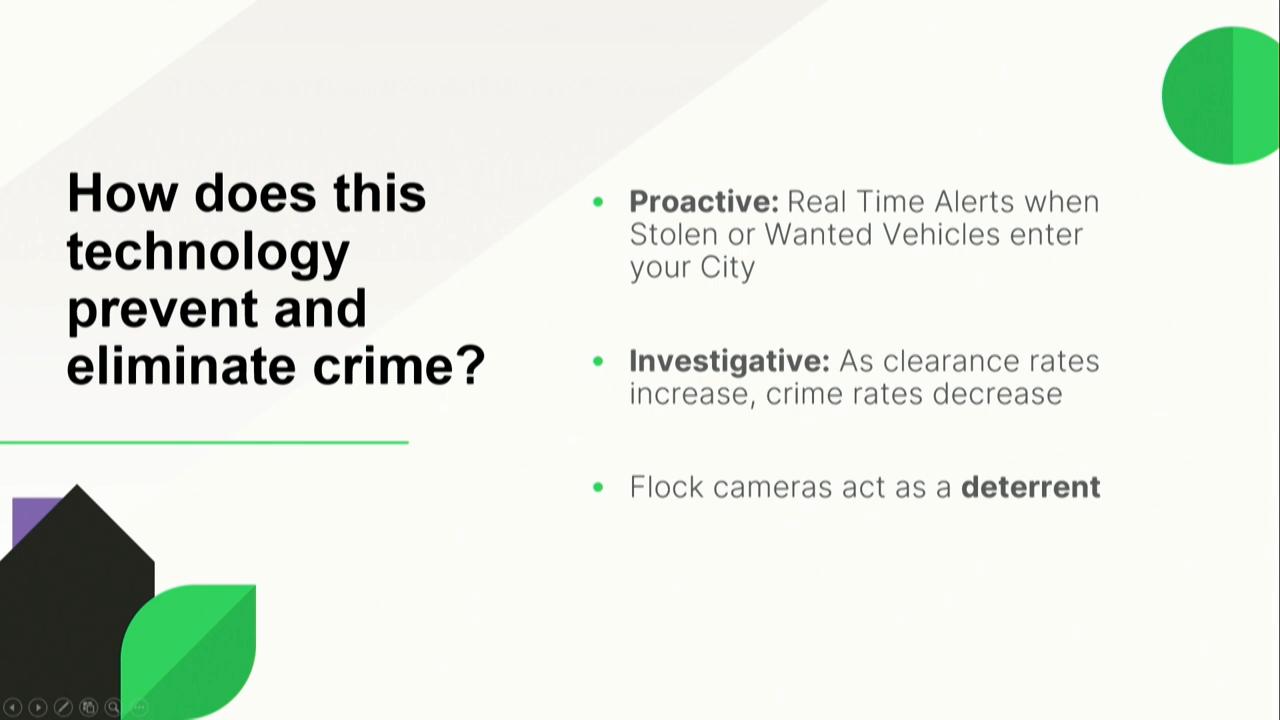 How does this
technology
prevent and
eliminate crime?
Proactive: Real Time Alerts when
Stolen or Wanted Vehicles enter
your City
Investigative: As clearance rates
increase, crime rates decrease
Flock cameras act as a deterrent